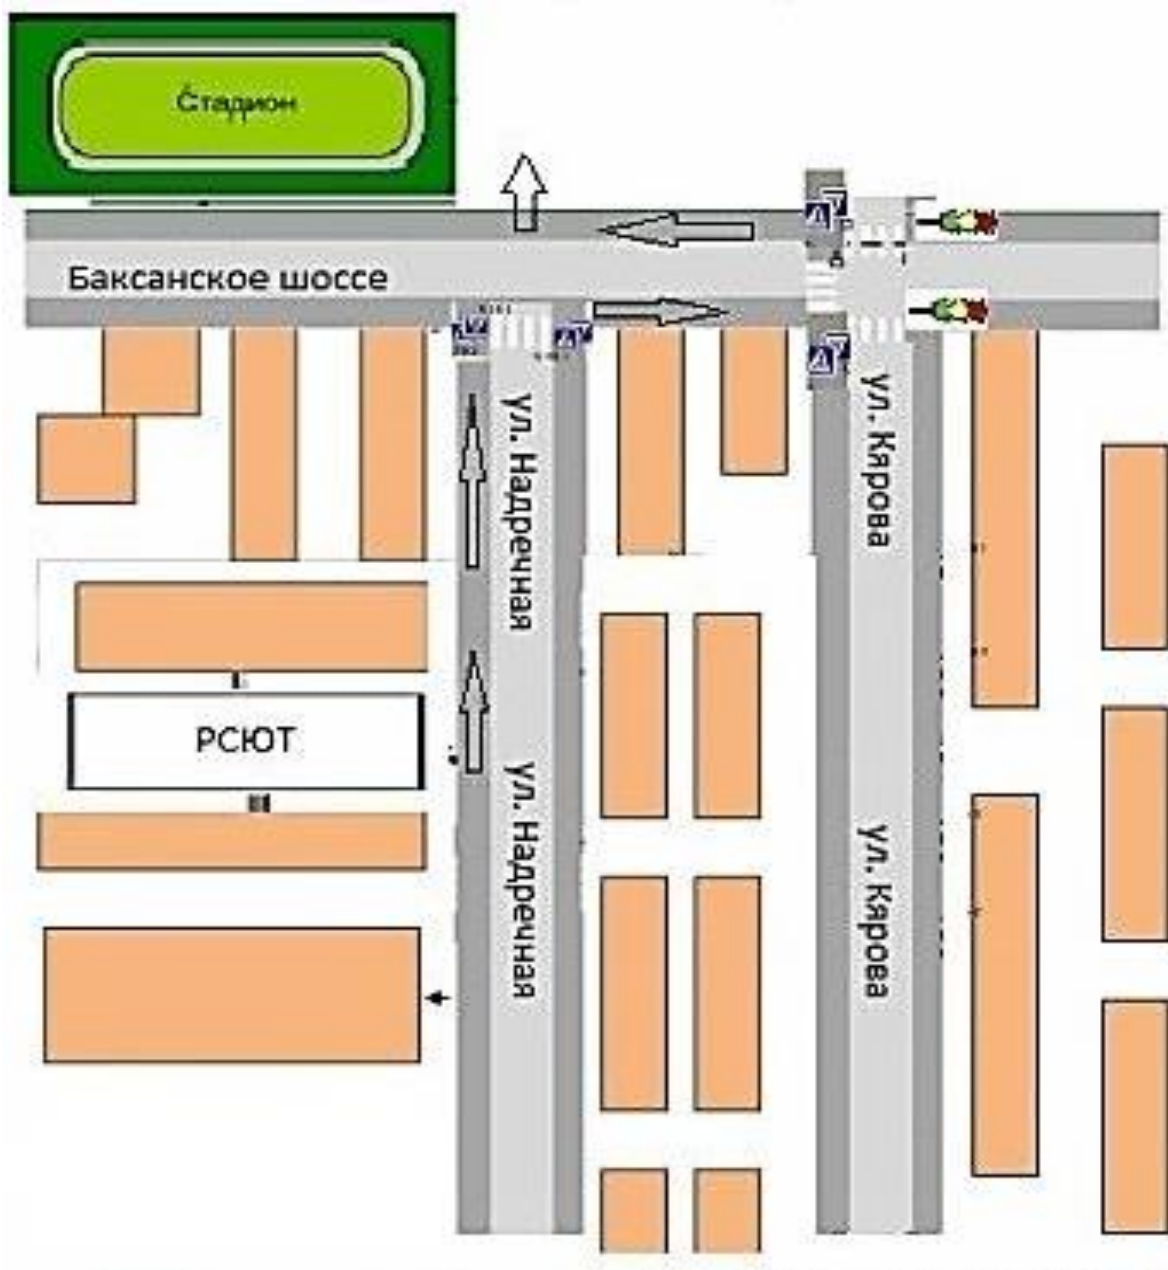 Стадион
Баксанское шоссе
ул. Надречная
ул. Кярова
РСЮТ
ул. Надречная
ул. Кярова